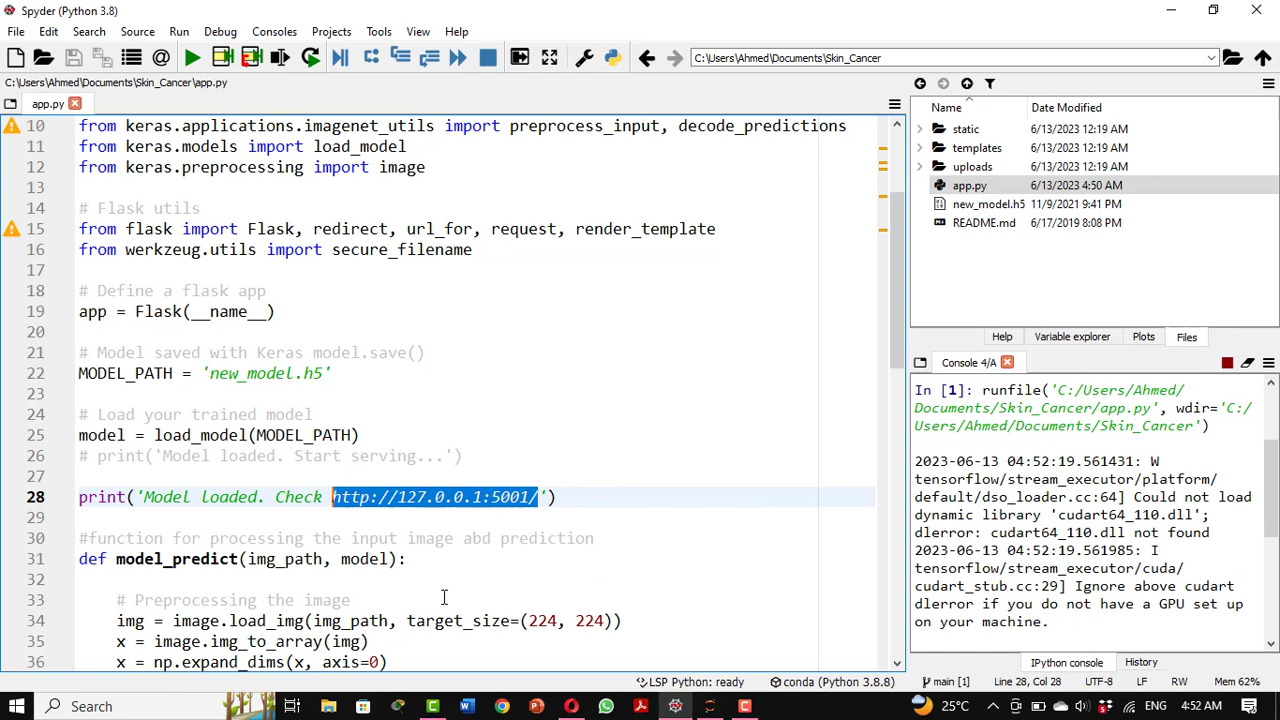 Spyder (Python 3.8)
File Edit Search Source Run Debug Consoles Projects Tools View Help
C:\Users\Ahmed\Documents\Skin_Cancer
C:\Users\Ahmed\Documents\Skin_Cancer\app.py
app.py
10 from keras.applications.imagenet_utils import preprocess_input, decode_predictions
11 from keras.models import load_model
12 from keras.preprocessing import image
13
14 # Flask utils
15 from flask import Flask, redirect, url_for, request, render_template
16 from werkzeug.utils import secure_filename
17
18 # Define a flask app
19 app = Flask(__name__)
20
21 # Model saved with Keras model.save()
22 MODEL_PATH = 'new_model.h5'
23
24 # Load your trained model
25 model = load_model(MODEL_PATH)
26 # print('Model loaded. Start serving...')
27
28 print('Model loaded. Check http://127.0.0.1:5001/')
29
30 #function for processing the input image abd prediction
31 def model_predict(img_path, model):
32
33 # Preprocessing the image
34 img = image.load_img(img_path, target_size=(224, 224))
35 x = image.img_to_array(img)
36 x = np.expand_dims(x, axis=0)
Name Date Modified
static 6/13/2023 12:19 AM
templates 6/13/2023 12:19 AM
uploads 6/13/2023 12:19 AM
app.py 6/13/2023 4:50 AM
new_model.h5 11/9/2021 9:41 PM
README.md 6/17/2019 8:08 PM
Help Variable explorer Plots Files
Console 4/A
In [1]: runfile('C:/Users/Ahmed/
Documents/Skin_Cancer/app.py', wdir='C:/
Users/Ahmed/Documents/Skin_Cancer')
2023-06-13 04:52:19.561431: W
tensorflow/stream_executor/platform/
default/dso_loader.cc:64] Could not load
dynamic library 'cudart64_110.dll';
dlerror: cudart64_110.dll not found
2023-06-13 04:52:19.561985: I
tensorflow/stream_executor/cuda/
cudart_stub.cc:29] Ignore above cudart
dlerror if you do not have a GPU set up
on your machine.
IPython console History
LSP Python: ready conda (Python 3.8.8) main [1] Line 28, Col 28 UTF-8 LF RW Mem 62%
Search 25°C 4:52 AM